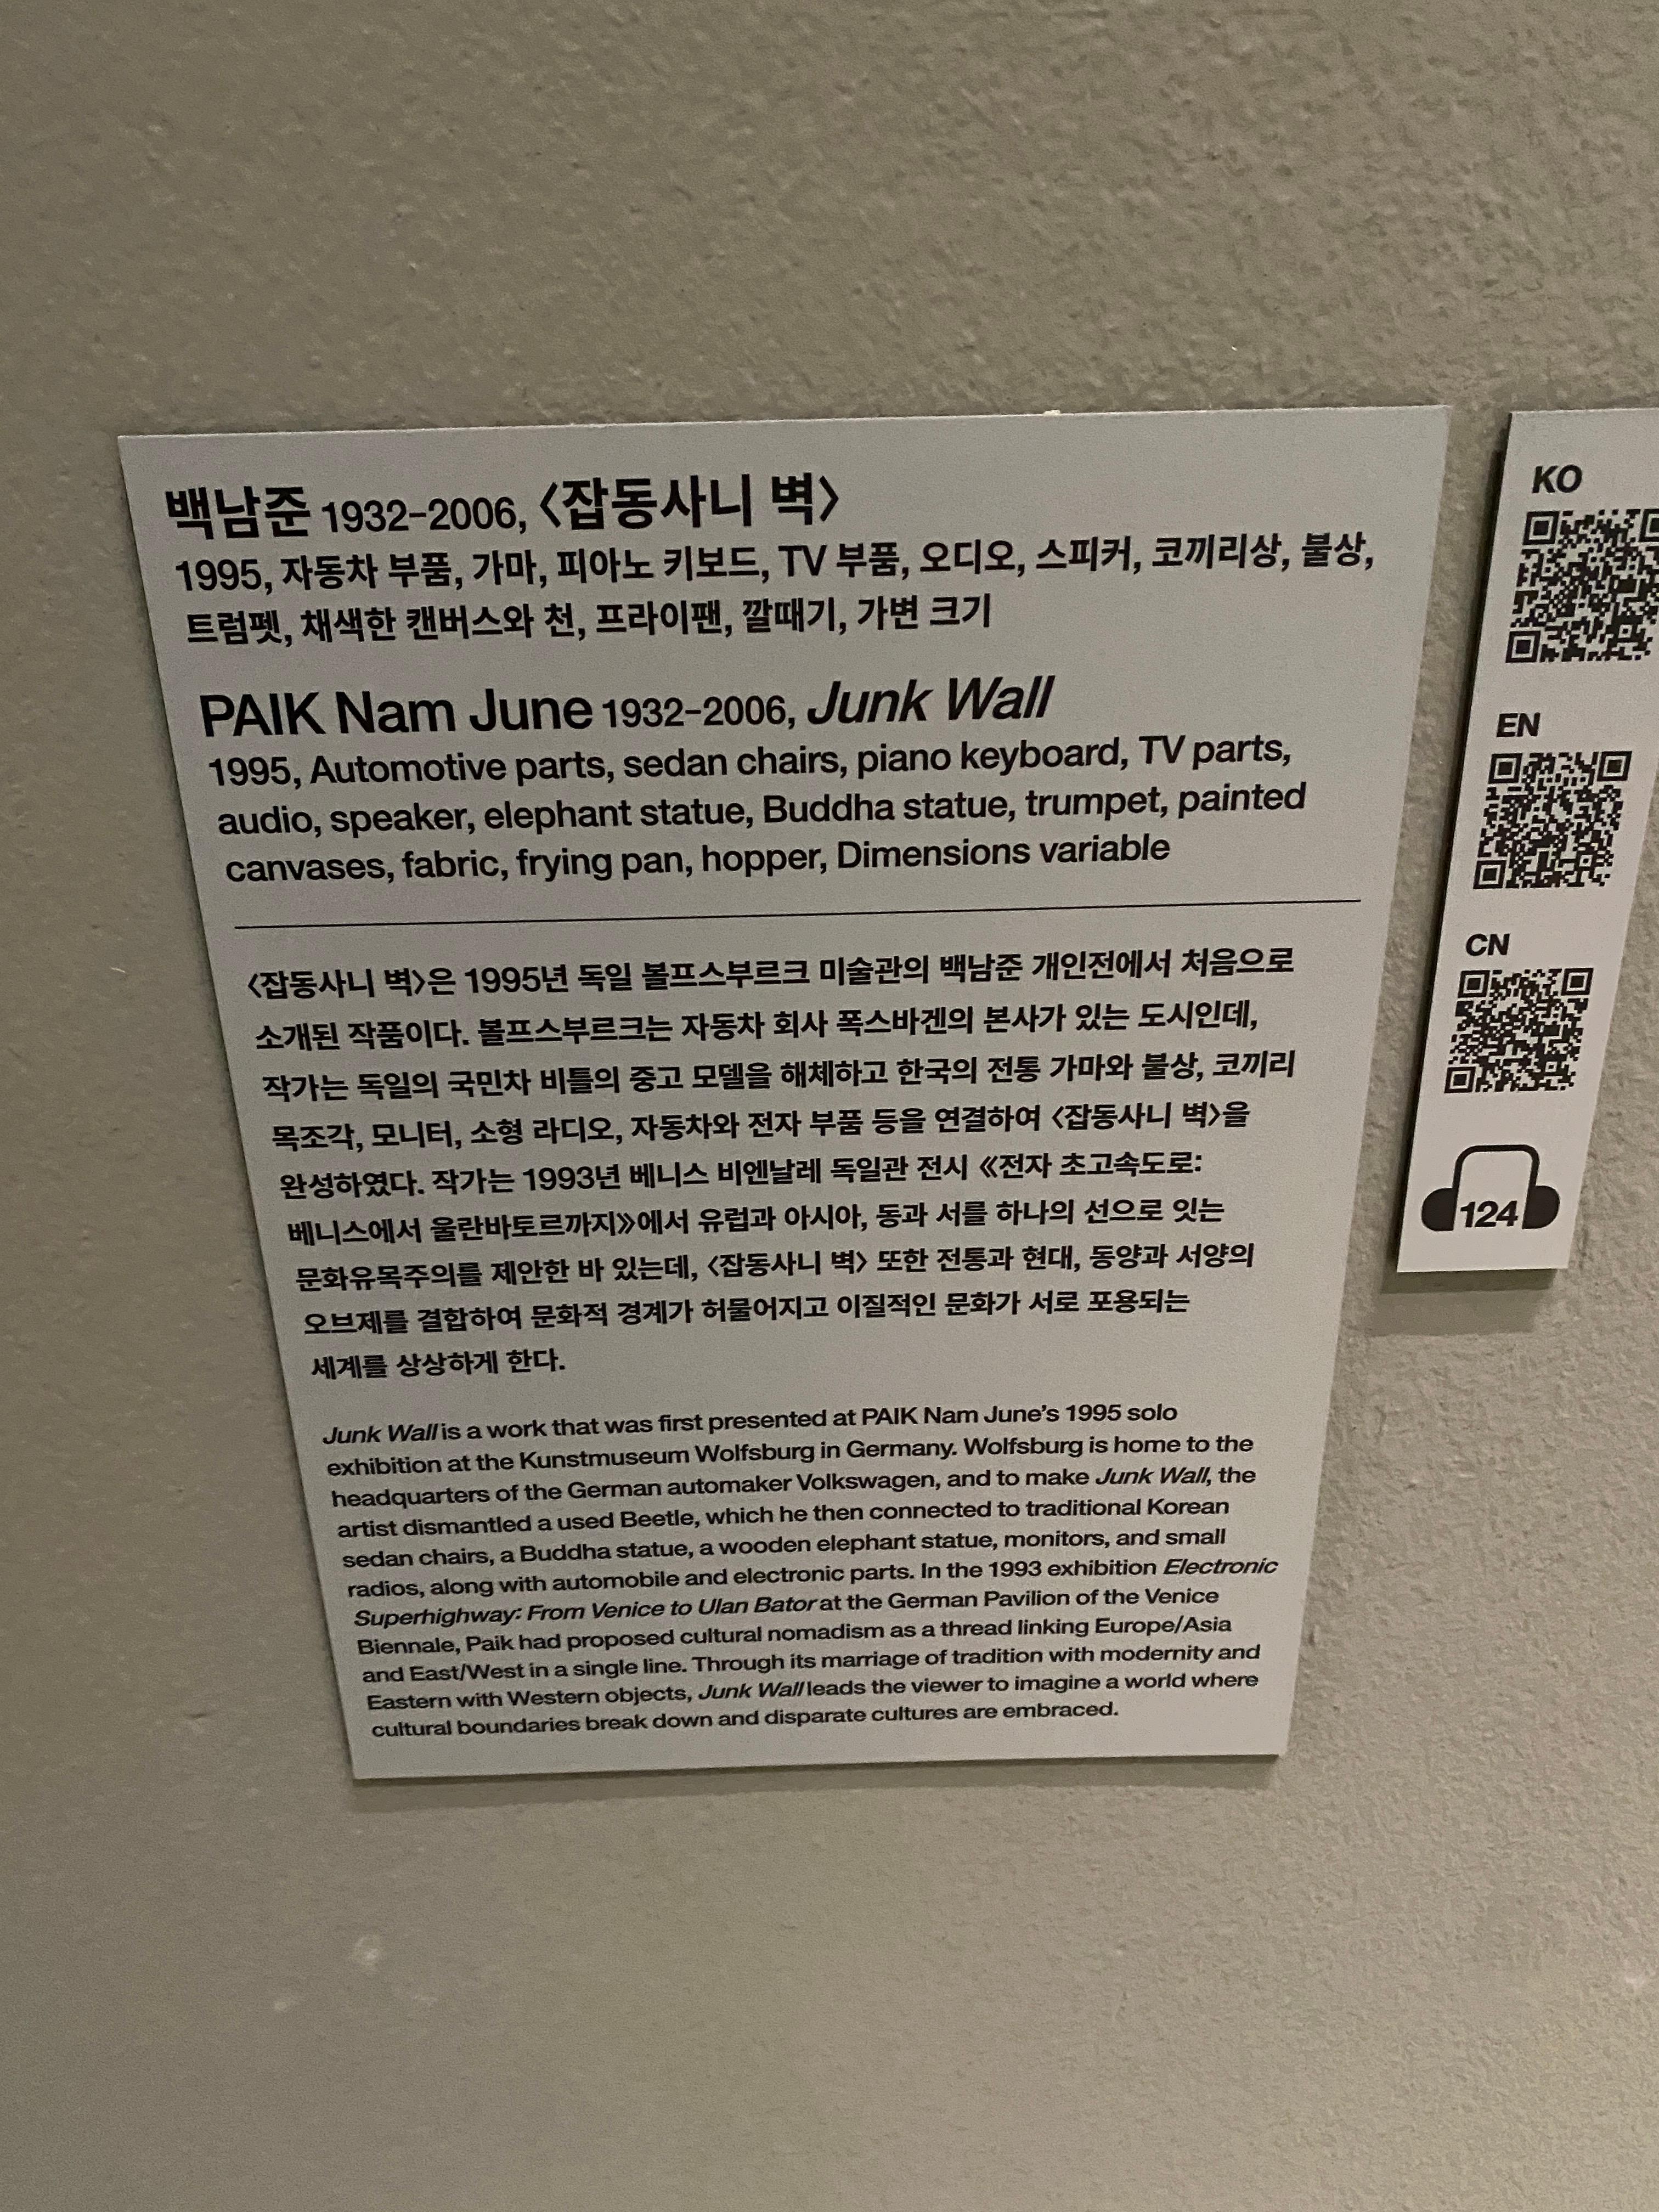 백남준 1932–2006, 〈잡동사니 벽〉
1995, 자동차 부품, 가마, 피아노 키보드, TV 부품, 오디오, 스피커, 코끼리상, 불상,
트럼펫, 채색한 캔버스와 천, 프라이팬, 깔때기, 가변 크기
PAIK Nam June 1932–2006, Junk Wall
1995, Automotive parts, sedan chairs, piano keyboard, TV parts,
audio, speaker, elephant statue, Buddha statue, trumpet, painted
canvases, fabric, frying pan, hopper, Dimensions variable
〈잡동사니 벽〉은 1995년 독일 볼프스부르크 미술관의 백남준 개인전에서 처음으로
소개된 작품이다. 볼프스부르크는 자동차 회사 폭스바겐의 본사가 있는 도시인데,
작가는 독일의 국민차 비틀의 중고 모델을 해체하고 한국의 전통 가마와 불상, 코끼리
목조각, 모니터, 소형 라디오, 자동차와 전자 부품 등을 연결하여 〈잡동사니 벽〉을
완성하였다. 작가는 1993년 베니스 비엔날레 독일관 전시 《전자 초고속도로:
베니스에서 울란바토르까지》에서 유럽과 아시아, 동과 서를 하나의 선으로 잇는
문화유목주의를 제안한 바 있는데, 〈잡동사니 벽〉 또한 전통과 현대, 동양과 서양의
오브제를 결합하여 문화적 경계가 허물어지고 이질적인 문화가 서로 포용되는
세계를 상상하게 한다.
Junk Wall is a work that was first presented at PAIK Nam June's 1995 solo
exhibition at the Kunstmuseum Wolfsburg in Germany. Wolfsburg is home to the
headquarters of the German automaker Volkswagen, and to make Junk Wall, the
artist dismantled a used Beetle, which he then connected to traditional Korean
sedan chairs, a Buddha statue, a wooden elephant statue, monitors, and small
radios, along with automobile and electronic parts. In the 1993 exhibition Electronic
Superhighway: From Venice to Ulan Bator at the German Pavilion of the Venice
Biennale, Paik had proposed cultural nomadism as a thread linking Europe/Asia
and East/West in a single line. Through its marriage of tradition with modernity and
Eastern with Western objects, Junk Wall leads the viewer to imagine a world where
cultural boundaries break down and disparate cultures are embraced.
KO
EN
CN
124